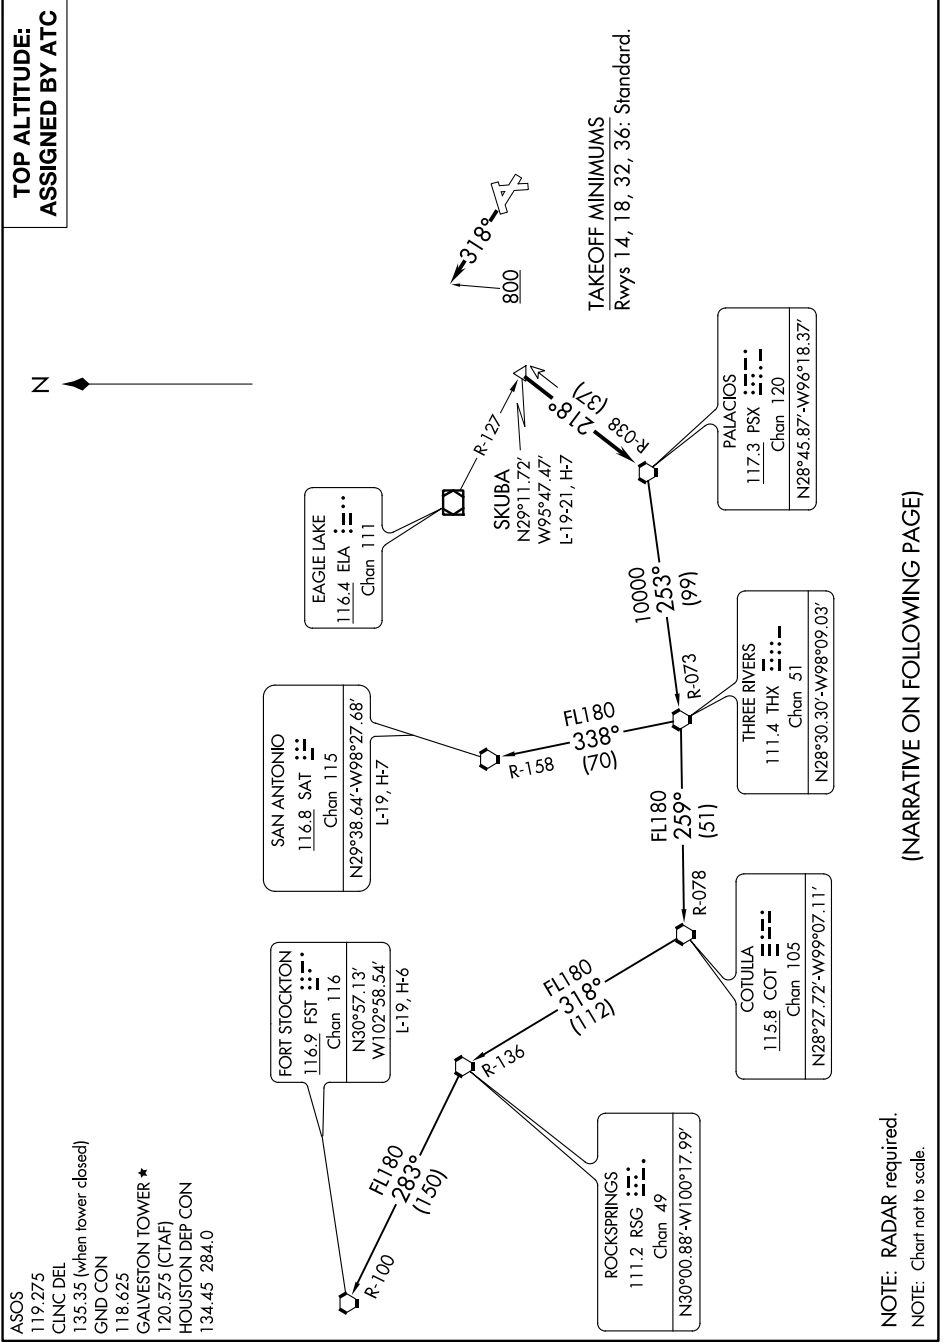 TOP ALTITUDE:
ASSIGNED BY ATC
ASOS
119.275
CLNC DEL
135.35 (when tower closed)
GND CON
118.625
GALVESTON TOWER ★
120.575 (CTAF)
HOUSTON DEP CON
134.45 284.0
N
318°
800
TAKEOFF MINIMUMS
Rwys 14, 18, 32, 36: Standard.
EAGLE LAKE
116.4 ELA
Chan 111
R-127
SKUBA
N29°11.72'
W95°47.47'
L-19-21, H-7
218°
(37)
R-038
PALACIOS
117.3 PSX
Chan 120
N28°45.87'-W96°18.37'
10000
253°
(99)
R-073
THREE RIVERS
111.4 THX
Chan 51
N28°30.30'-W98°09.03'
FL180
338°
(70)
R-158
SAN ANTONIO
116.8 SAT
Chan 115
N29°38.64'-W98°27.68'
L-19, H-7
FL180
259°
(51)
R-078
COTULLA
115.8 COT
Chan 105
N28°27.72'-W99°07.11'
FL180
318°
(112)
R-136
ROCKSPRINGS
111.2 RSG
Chan 49
N30°00.88'-W100°17.99'
FL180
283°
(150)
R-100
FORT STOCKTON
116.9 FST
Chan 116
N30°57.13'
W102°58.54'
L-19, H-6
NOTE: RADAR required.
NOTE: Chart not to scale.
(NARRATIVE ON FOLLOWING PAGE)